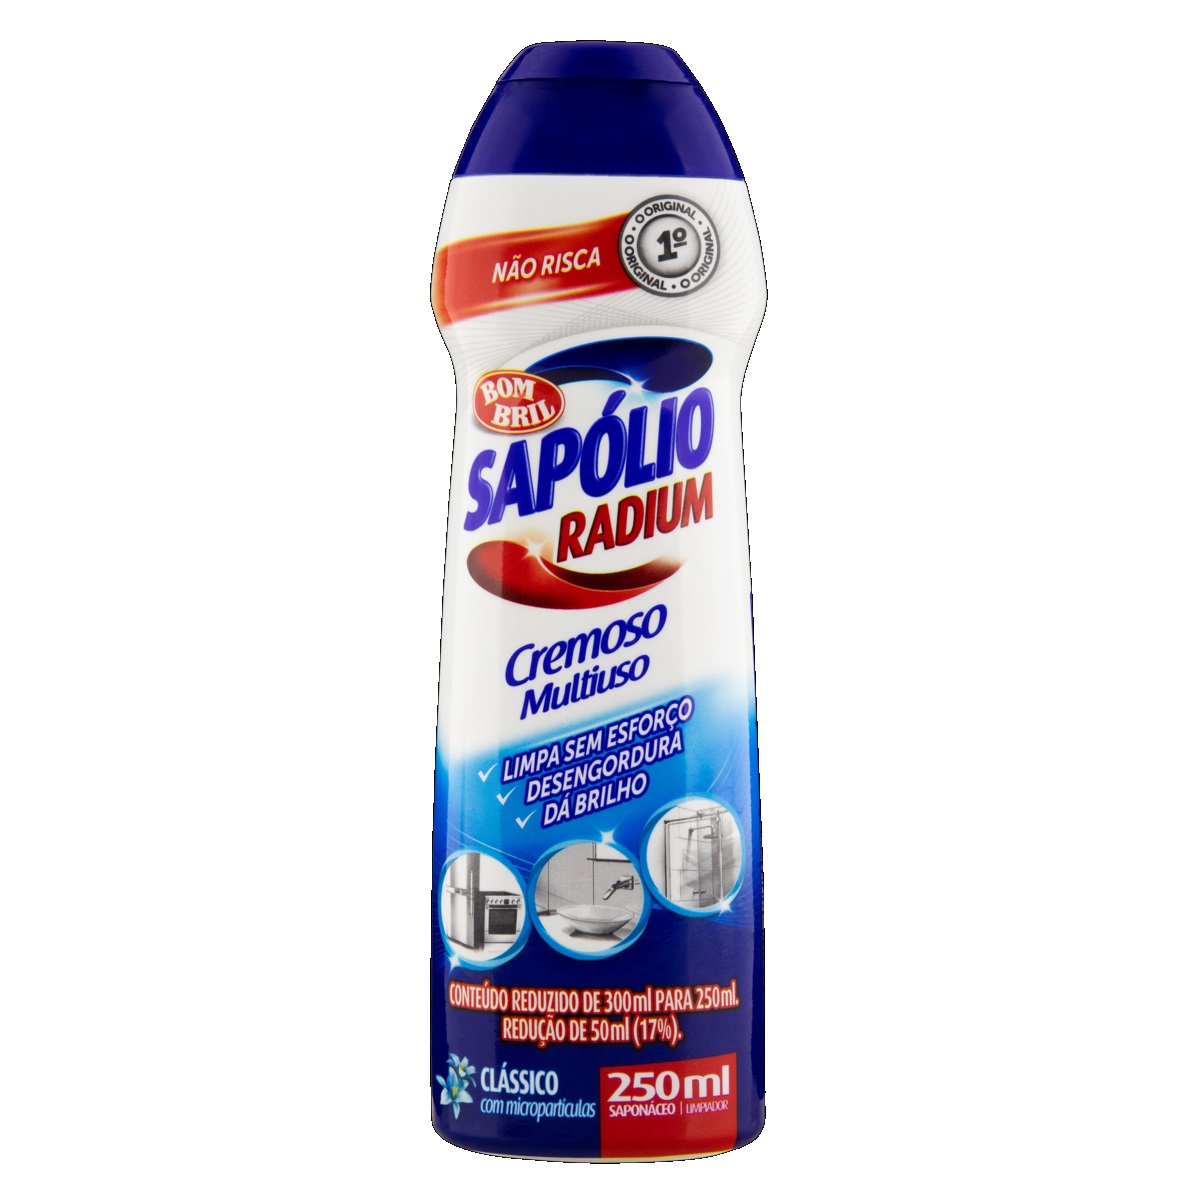 NÃO RISCA
O ORIGINAL • O ORIGINAL • O ORIGINAL •
1º
BOM
BRIL
SAPÓLIO
RADIUM
Cremoso
Multiuso
LIMPA SEM ESFORÇO
DESENGORDURA
DÁ BRILHO
CONTEÚDO REDUZIDO DE 300ml PARA 250ml.
REDUÇÃO DE 50ml (17%).
CLÁSSICO
com micropartículas
250ml
SAPONÁCEO | LIMPIADOR